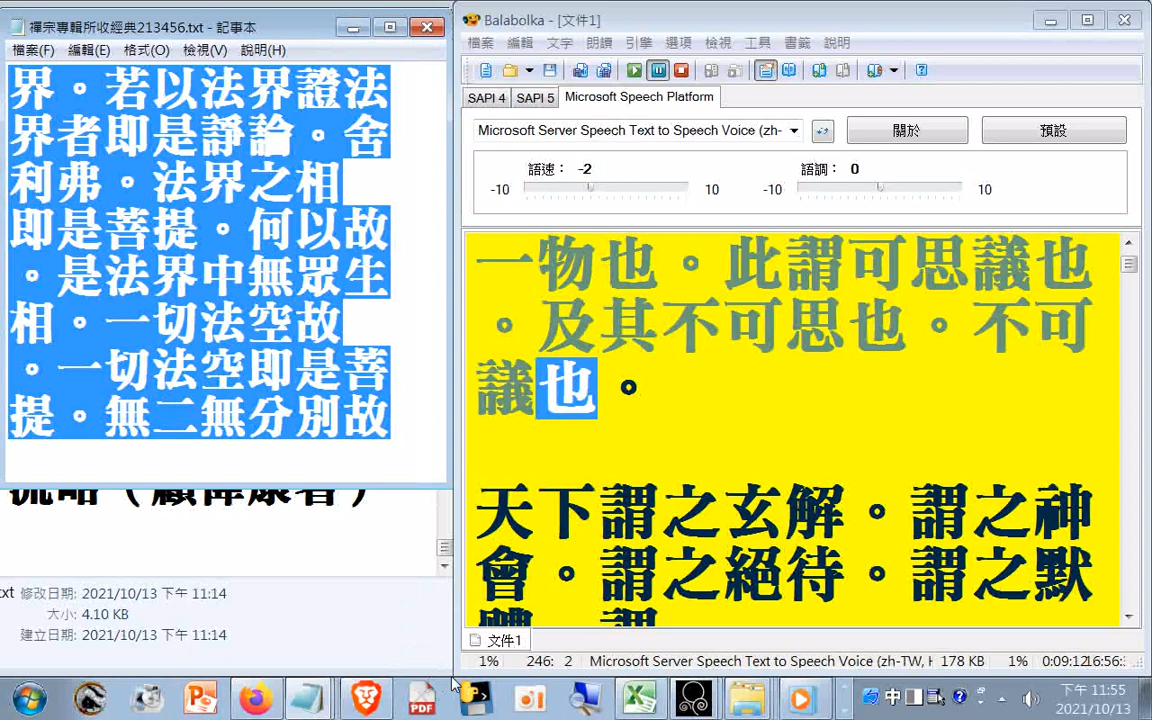 禪宗專輯所收經典213456.txt - 記事本
檔案(F) 編輯(E) 格式(O) 檢視(V) 說明(H)
界。若以法界證法
界者即是諍論。舍
利弗。法界之相
即是菩提。何以故
。是法界中無眾生
相。一切法空故
。一切法空即是菩
提。無二無分別故
xt 修改日期: 2021/10/13 下午 11:14
大小: 4.10 KB
建立日期: 2021/10/13 下午 11:14
Balabolka - [文件1]
檔案 編輯 文字 朗讀 引擎 選項 檢視 工具 書籤 說明
SAPI 4 SAPI 5 Microsoft Speech Platform
Microsoft Server Speech Text to Speech Voice (zh- 關於 預設
語速： -2 語調： 0
-10 10 -10 10
一物也。此謂可思議也
。及其不可思也。不可
議也。
天下謂之玄解。謂之神
會。謂之絕待。謂之默
文件1
1% 246: 2 Microsoft Server Speech Text to Speech Voice (zh-TW, H 178 KB 1% 0:09:12 16:56:
PDF 中 下午 11:55
2021/10/13